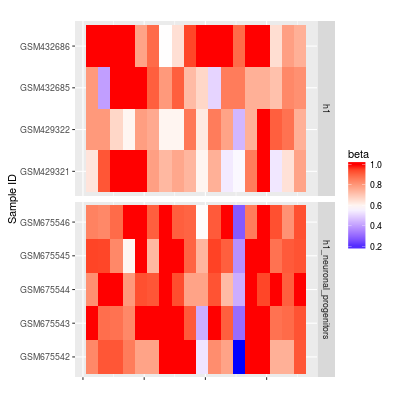 GSM432686
GSM432685
GSM429322
GSM429321
h1
GSM675546
GSM675545
GSM675544
GSM675543
GSM675542
h1_neuronal_progenitors
Sample ID
beta
1.0
0.8
0.6
0.4
0.2